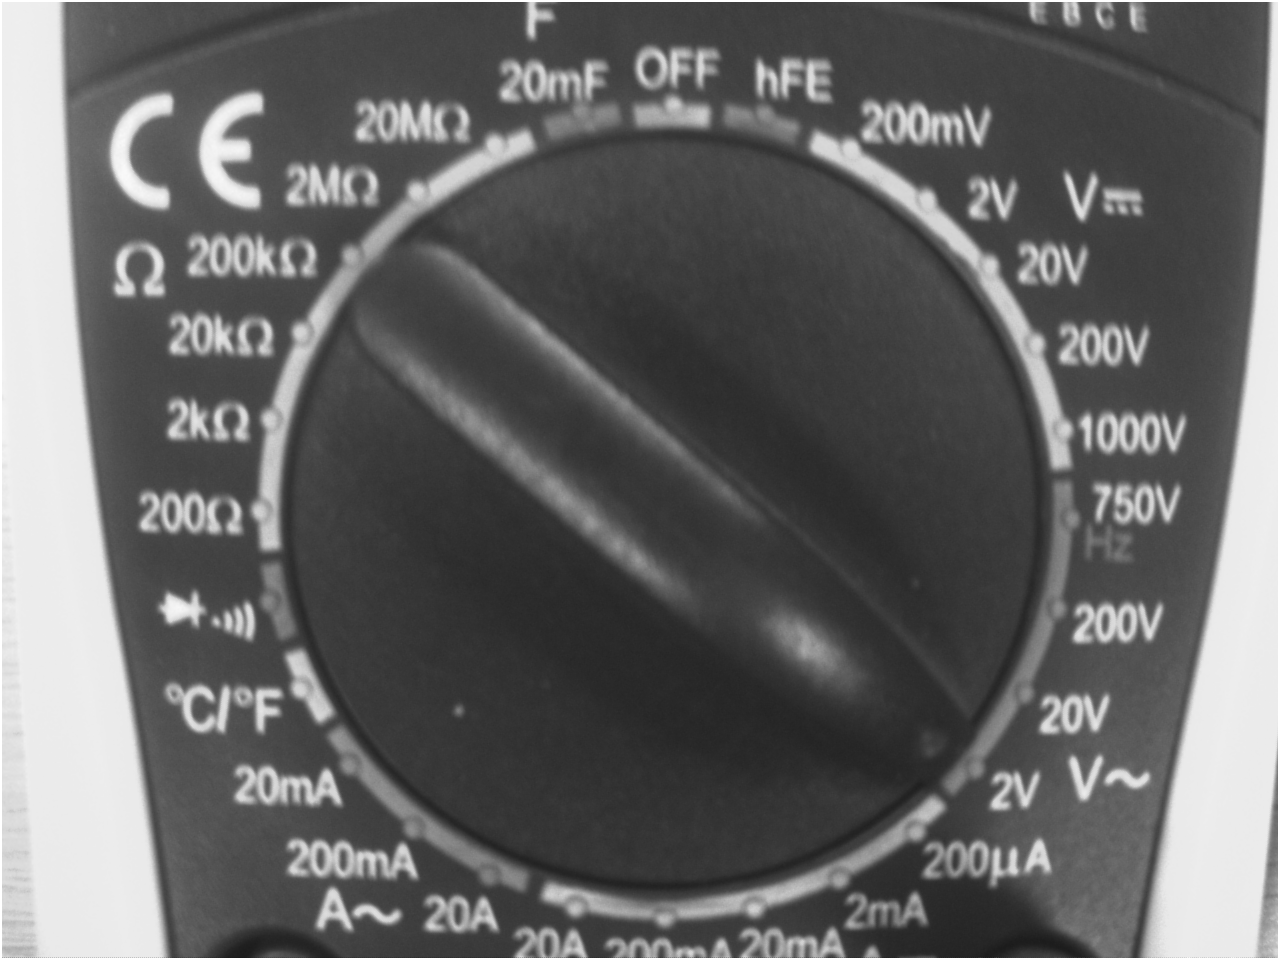 E B C E
F
20mF OFF hFE
20MΩ 200mV
CE
2MΩ 2V V⎓
Ω 200kΩ 20V
20kΩ 200V
2kΩ 1000V
200Ω 750V
Hz
200V
°C/°F 20V
20mA 2V V~
200mA 200µA
A~ 20A 2mA
20A 200mA 20mA